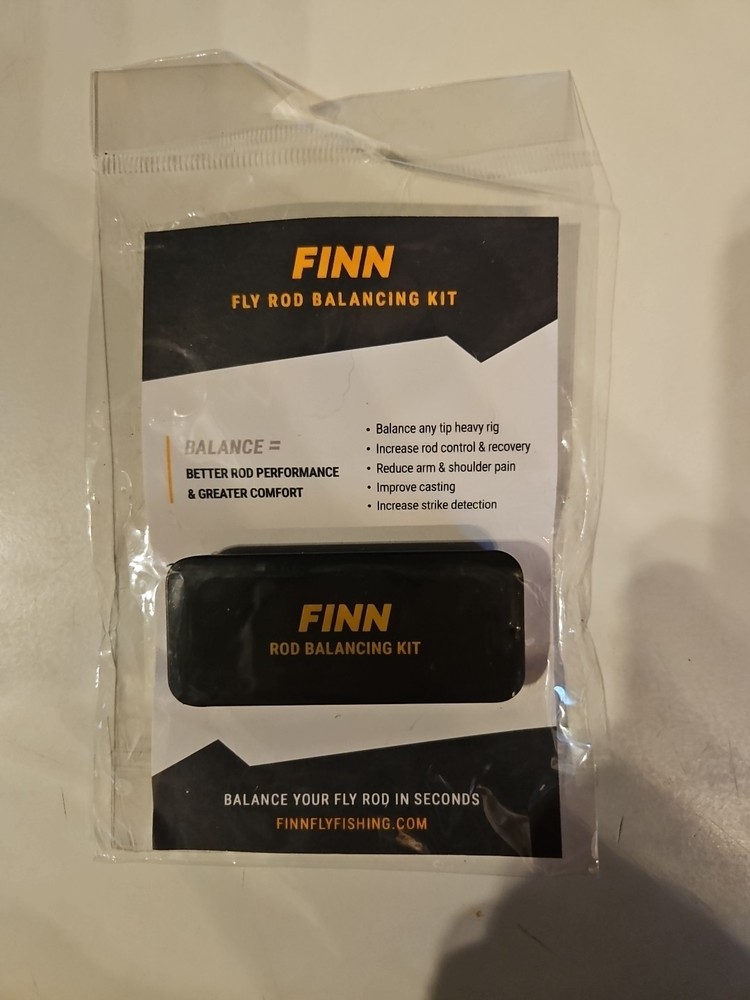 FINN
FLY ROD BALANCING KIT
BALANCE =
BETTER ROD PERFORMANCE
& GREATER COMFORT
• Balance any tip heavy rig
• Increase rod control & recovery
• Reduce arm & shoulder pain
• Improve casting
• Increase strike detection
FINN
ROD BALANCING KIT
BALANCE YOUR FLY ROD IN SECONDS
FINNFLYFISHING.COM